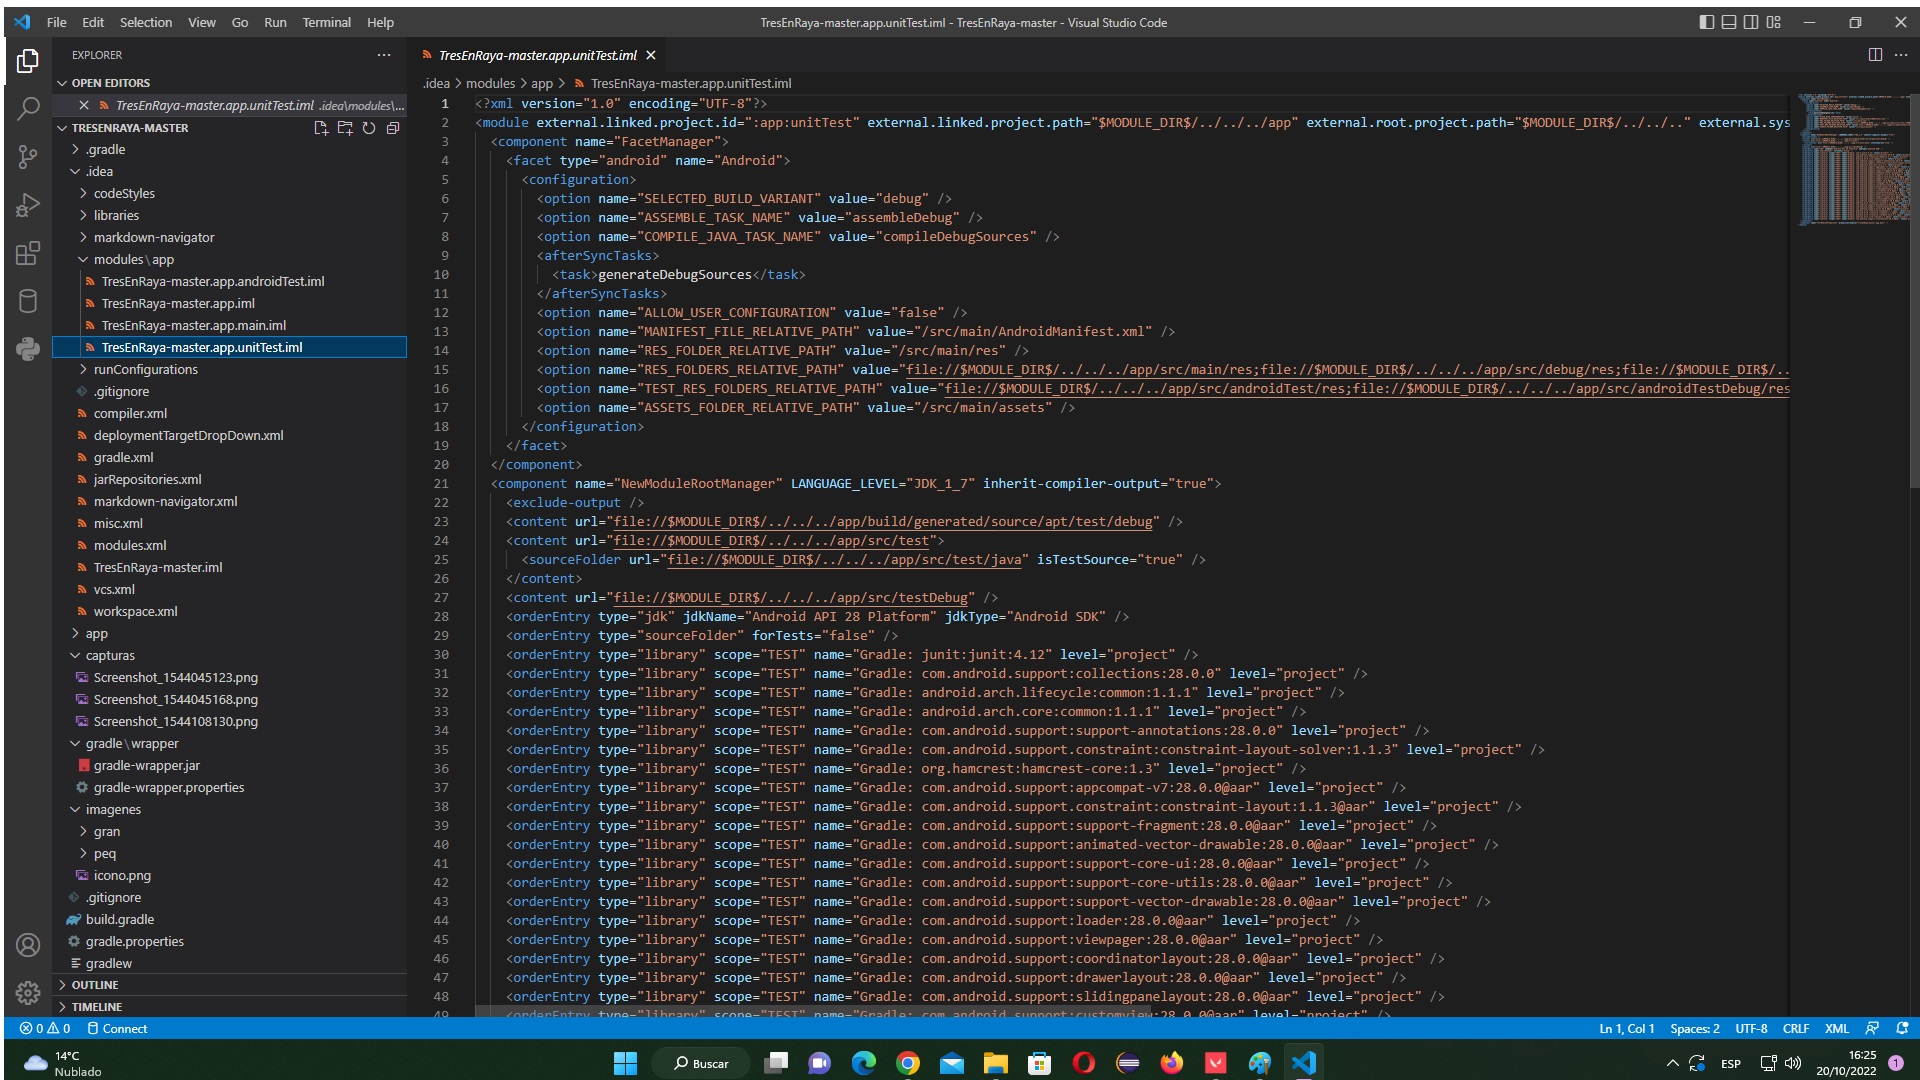 File Edit Selection View Go Run Terminal Help
TresEnRaya-master.app.unitTest.iml - TresEnRaya-master - Visual Studio Code
EXPLORER
OPEN EDITORS
TresEnRaya-master.app.unitTest.iml .idea\modules\...
TRESENRAYA-MASTER
.gradle
.idea
codeStyles
libraries
markdown-navigator
modules\app
TresEnRaya-master.app.androidTest.iml
TresEnRaya-master.app.iml
TresEnRaya-master.app.main.iml
TresEnRaya-master.app.unitTest.iml
runConfigurations
.gitignore
compiler.xml
deploymentTargetDropDown.xml
gradle.xml
jarRepositories.xml
markdown-navigator.xml
misc.xml
modules.xml
TresEnRaya-master.iml
vcs.xml
workspace.xml
app
capturas
Screenshot_1544045123.png
Screenshot_1544045168.png
Screenshot_1544108130.png
gradle\wrapper
gradle-wrapper.jar
gradle-wrapper.properties
imagenes
gran
peq
icono.png
.gitignore
build.gradle
gradle.properties
gradlew
OUTLINE
TIMELINE
TresEnRaya-master.app.unitTest.iml
.idea > modules > app > TresEnRaya-master.app.unitTest.iml
1 <?xml version="1.0" encoding="UTF-8"?>
2 <module external.linked.project.id=":app:unitTest" external.linked.project.path="$MODULE_DIR$/../../../app" external.root.project.path="$MODULE_DIR$/../../.." external.sys
3 <component name="FacetManager">
4 <facet type="android" name="Android">
5 <configuration>
6 <option name="SELECTED_BUILD_VARIANT" value="debug" />
7 <option name="ASSEMBLE_TASK_NAME" value="assembleDebug" />
8 <option name="COMPILE_JAVA_TASK_NAME" value="compileDebugSources" />
9 <afterSyncTasks>
10 <task>generateDebugSources</task>
11 </afterSyncTasks>
12 <option name="ALLOW_USER_CONFIGURATION" value="false" />
13 <option name="MANIFEST_FILE_RELATIVE_PATH" value="/src/main/AndroidManifest.xml" />
14 <option name="RES_FOLDER_RELATIVE_PATH" value="/src/main/res" />
15 <option name="RES_FOLDERS_RELATIVE_PATH" value="file://$MODULE_DIR$/../../../app/src/main/res;file://$MODULE_DIR$/../../../app/src/debug/res;file://$MODULE_DIR$/..
16 <option name="TEST_RES_FOLDERS_RELATIVE_PATH" value="file://$MODULE_DIR$/../../../app/src/androidTest/res;file://$MODULE_DIR$/../../../app/src/androidTestDebug/res
17 <option name="ASSETS_FOLDER_RELATIVE_PATH" value="/src/main/assets" />
18 </configuration>
19 </facet>
20 </component>
21 <component name="NewModuleRootManager" LANGUAGE_LEVEL="JDK_1_7" inherit-compiler-output="true">
22 <exclude-output />
23 <content url="file://$MODULE_DIR$/../../../app/build/generated/source/apt/test/debug" />
24 <content url="file://$MODULE_DIR$/../../../app/src/test">
25 <sourceFolder url="file://$MODULE_DIR$/../../../app/src/test/java" isTestSource="true" />
26 </content>
27 <content url="file://$MODULE_DIR$/../../../app/src/testDebug" />
28 <orderEntry type="jdk" jdkName="Android API 28 Platform" jdkType="Android SDK" />
29 <orderEntry type="sourceFolder" forTests="false" />
30 <orderEntry type="library" scope="TEST" name="Gradle: junit:junit:4.12" level="project" />
31 <orderEntry type="library" scope="TEST" name="Gradle: com.android.support:collections:28.0.0" level="project" />
32 <orderEntry type="library" scope="TEST" name="Gradle: android.arch.lifecycle:common:1.1.1" level="project" />
33 <orderEntry type="library" scope="TEST" name="Gradle: android.arch.core:common:1.1.1" level="project" />
34 <orderEntry type="library" scope="TEST" name="Gradle: com.android.support:support-annotations:28.0.0" level="project" />
35 <orderEntry type="library" scope="TEST" name="Gradle: com.android.support.constraint:constraint-layout-solver:1.1.3" level="project" />
36 <orderEntry type="library" scope="TEST" name="Gradle: org.hamcrest:hamcrest-core:1.3" level="project" />
37 <orderEntry type="library" scope="TEST" name="Gradle: com.android.support:appcompat-v7:28.0.0@aar" level="project" />
38 <orderEntry type="library" scope="TEST" name="Gradle: com.android.support.constraint:constraint-layout:1.1.3@aar" level="project" />
39 <orderEntry type="library" scope="TEST" name="Gradle: com.android.support:support-fragment:28.0.0@aar" level="project" />
40 <orderEntry type="library" scope="TEST" name="Gradle: com.android.support:animated-vector-drawable:28.0.0@aar" level="project" />
41 <orderEntry type="library" scope="TEST" name="Gradle: com.android.support:support-core-ui:28.0.0@aar" level="project" />
42 <orderEntry type="library" scope="TEST" name="Gradle: com.android.support:support-core-utils:28.0.0@aar" level="project" />
43 <orderEntry type="library" scope="TEST" name="Gradle: com.android.support:support-vector-drawable:28.0.0@aar" level="project" />
44 <orderEntry type="library" scope="TEST" name="Gradle: com.android.support:loader:28.0.0@aar" level="project" />
45 <orderEntry type="library" scope="TEST" name="Gradle: com.android.support:viewpager:28.0.0@aar" level="project" />
46 <orderEntry type="library" scope="TEST" name="Gradle: com.android.support:coordinatorlayout:28.0.0@aar" level="project" />
47 <orderEntry type="library" scope="TEST" name="Gradle: com.android.support:drawerlayout:28.0.0@aar" level="project" />
48 <orderEntry type="library" scope="TEST" name="Gradle: com.android.support:slidingpanelayout:28.0.0@aar" level="project" />
49 <orderEntry type="library" scope="TEST" name="Gradle: com.android.support:customview:28.0.0@aar" level="project" />
0 0 Connect
Ln 1, Col 1 Spaces: 2 UTF-8 CRLF XML
14°C
Nublado
Buscar
ESP
16:25
20/10/2022
1